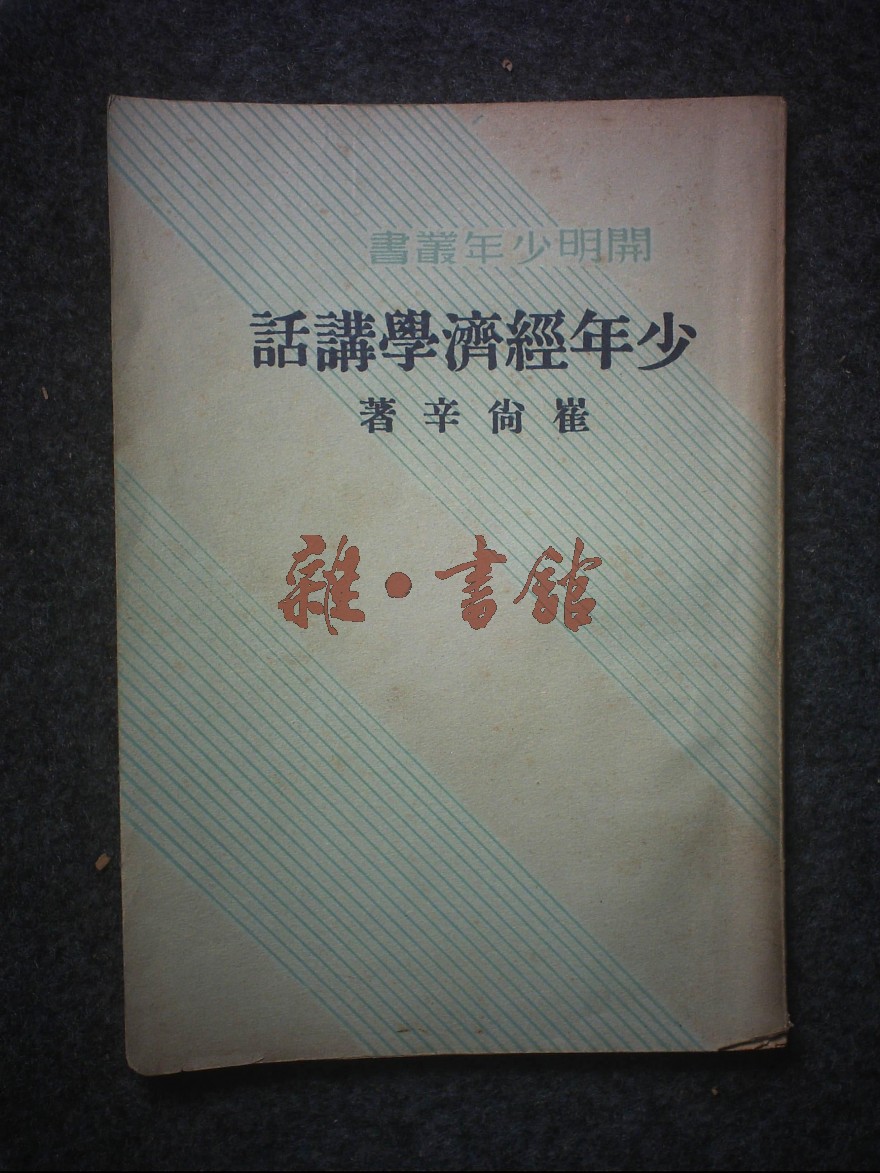 開明少年叢書
少年經濟學講話
崔尙辛著
雜·書館